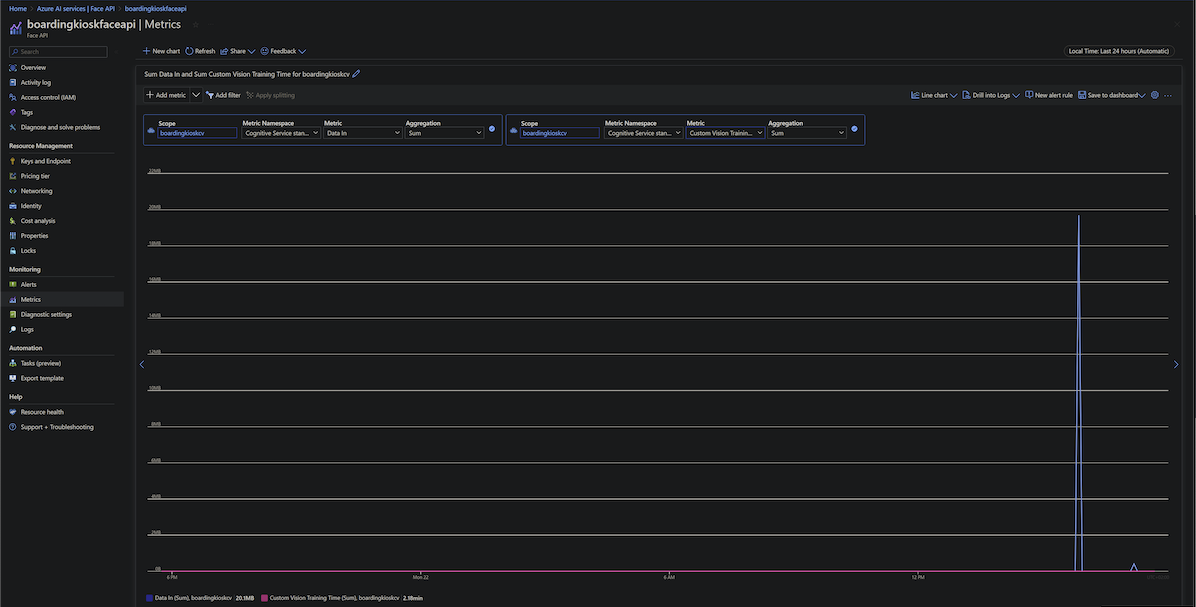 Home > Azure AI services | Face API > boardingkioskfaceapi
boardingkioskfaceapi | Metrics
Face API
Search
Overview
Activity log
Access control (IAM)
Tags
Diagnose and solve problems
Resource Management
Keys and Endpoint
Pricing tier
Networking
Identity
Cost analysis
Properties
Locks
Monitoring
Alerts
Metrics
Diagnostic settings
Logs
Automation
Tasks (preview)
Export template
Help
Resource health
Support + Troubleshooting
New chart Refresh Share Feedback
Local Time: Last 24 hours (Automatic)
Sum Data In and Sum Custom Vision Training Time for boardingkioskcv
Add metric Add filter Apply splitting
Line chart Drill into Logs New alert rule Save to dashboard
Scope Metric Namespace Metric Aggregation
boardingkioskcv Cognitive Service stan... Data In Sum
Scope Metric Namespace Metric Aggregation
boardingkioskcv Cognitive Service stan... Custom Vision Trainin... Sum
22MB
20MB
18MB
16MB
14MB
12MB
10MB
8MB
6MB
4MB
2MB
0B
6 PM Mon 22 6 AM 12 PM
Data In (Sum), boardingkioskcv 20.1MB Custom Vision Training Time (Sum), boardingkioskcv 2.18min